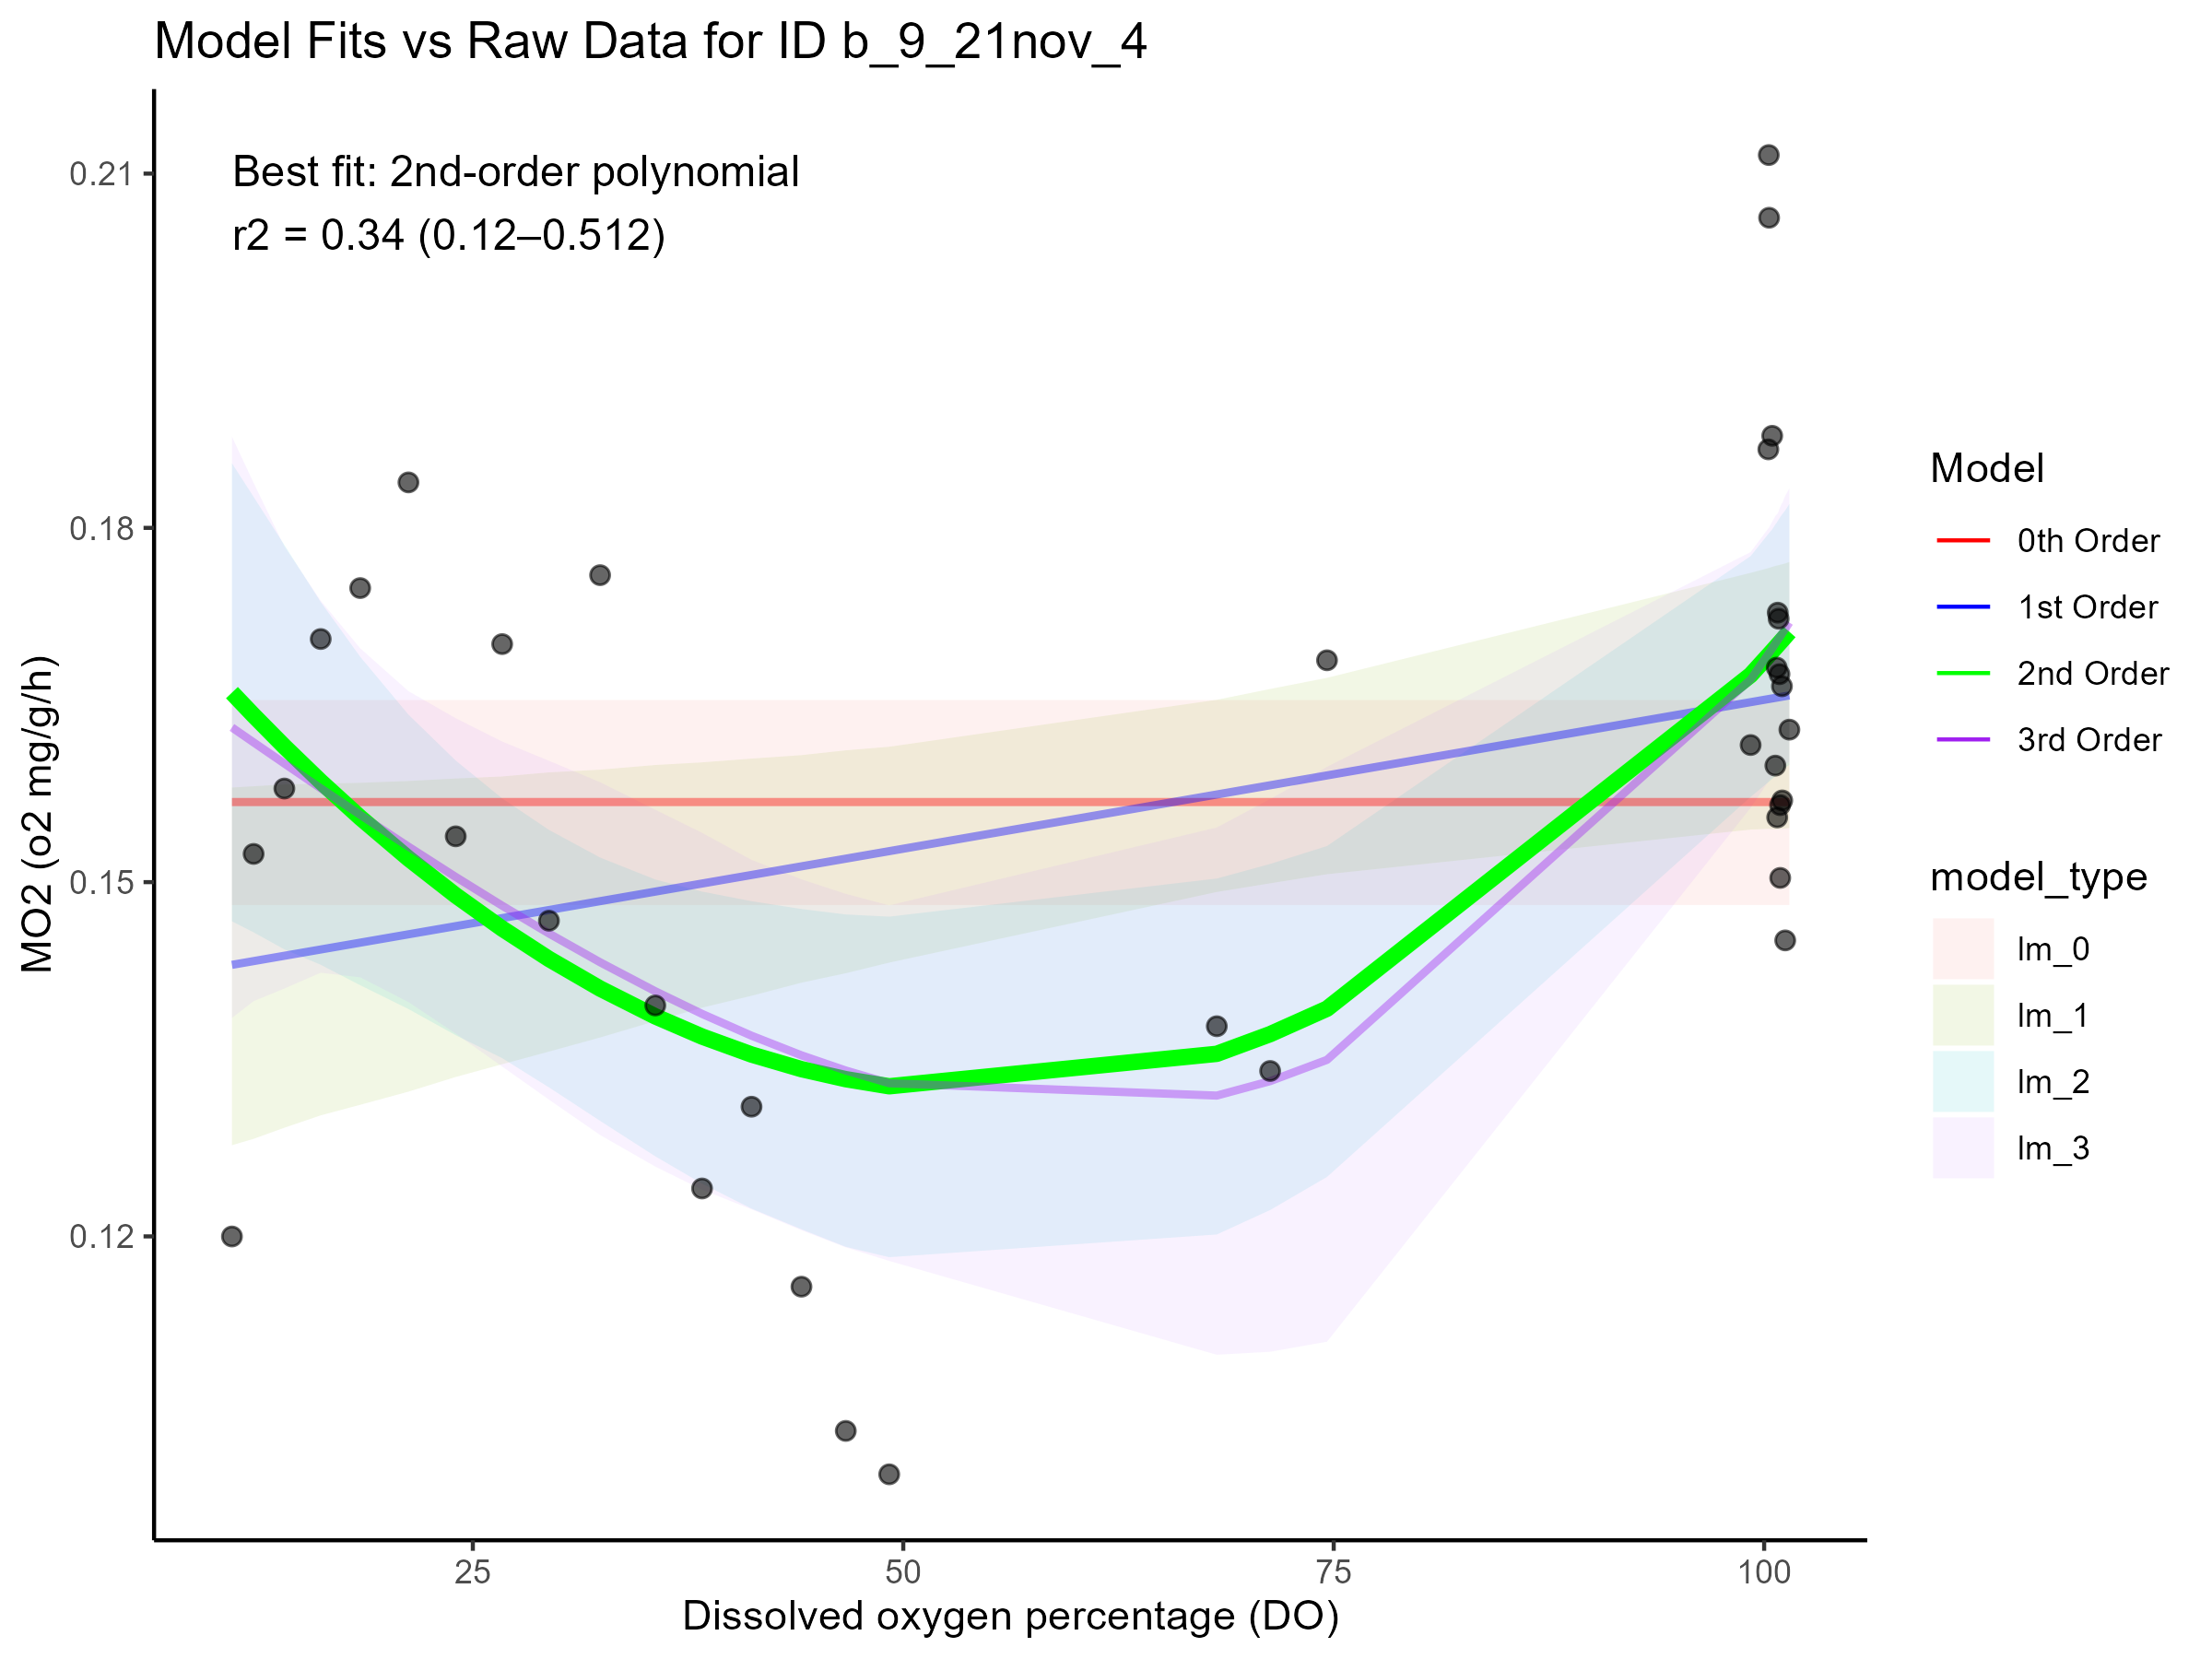 Model Fits vs Raw Data for ID b_9_21nov_4
Best fit: 2nd-order polynomial
r2 = 0.34 (0.12–0.512)
MO2 (o2 mg/g/h)
0.21
0.18
0.15
0.12
25
50
75
100
Dissolved oxygen percentage (DO)
Model
0th Order
1st Order
2nd Order
3rd Order
model_type
lm_0
lm_1
lm_2
lm_3